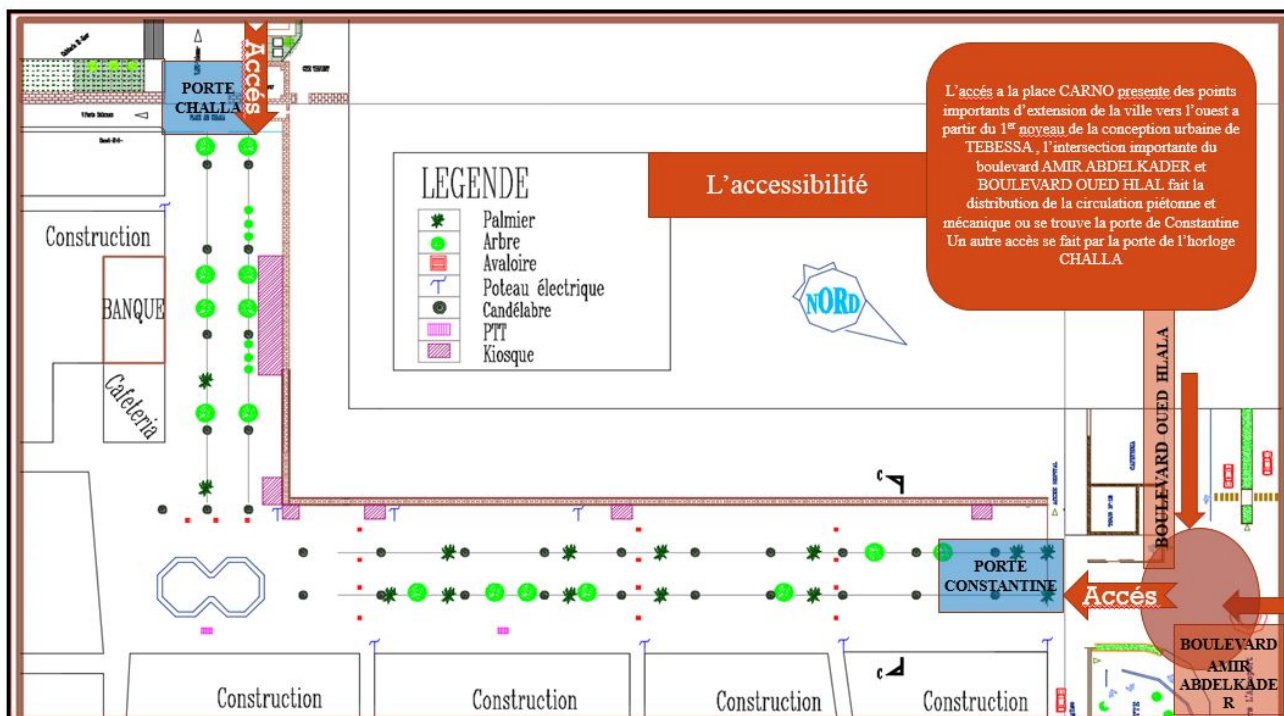 Accés
PORTE
CHALLA
L'accés a la place CARNO presente des points
importants d'extension de la ville vers l'ouest a
partir du 1er noyeau de la conception urbaine de
TEBESSA , l'intersection importante du
boulevard AMIR ABDELKADER et
BOULEVARD OUED HLAL fait la
distribution de la circulation piétonne et
mécanique ou se trouve la porte de Constantine
Un autre accès se fait par la porte de l'horloge
CHALLA
L'accessibilité
LEGENDE
Palmier
Arbre
Avaloire
Poteau électrique
Candélabre
PTT
Kiosque
NORD
Construction
BANQUE
Cafeteria
C
BOULEVARD OUED HLALA
PORTE
CONSTANTINE
Accés
BOULEVARD
AMIR
ABDELKADE
R
C
Construction
Construction
Construction
Construction